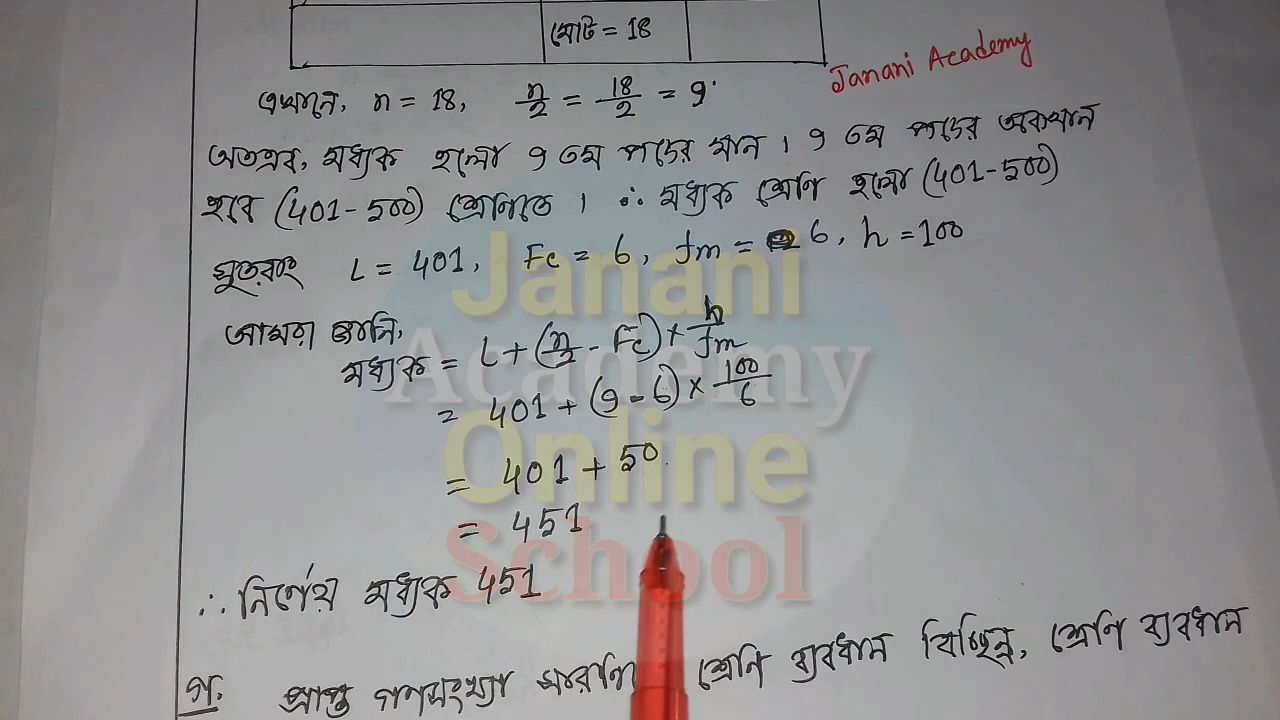 মোট = 18
Janani Academy
এখানে, n = 18, n/2 = 18/2 = 9
অতএব, মধ্যক হলো 9 তম পদের মান । 9 তম পদের অবস্থান
হবে (401-500) শ্রেণিতে । ∴ মধ্যক শ্রেণি হলো (401-500)
সুতরাং L = 401, Fc = 6, fm = 6, h = 100
আমরা জানি,
মধ্যক = L + (n/2 - Fc) × h/fm
= 401 + (9 - 6) × 100/6
= 401 + 50
= 451
∴ নির্ণেয় মধ্যক 451
গ. প্রাপ্ত গণসংখ্যা শ্রেণি ব্যবধান বিচ্ছিন্ন, শ্রেণি ব্যবধান
Janani
Academy
Online
School